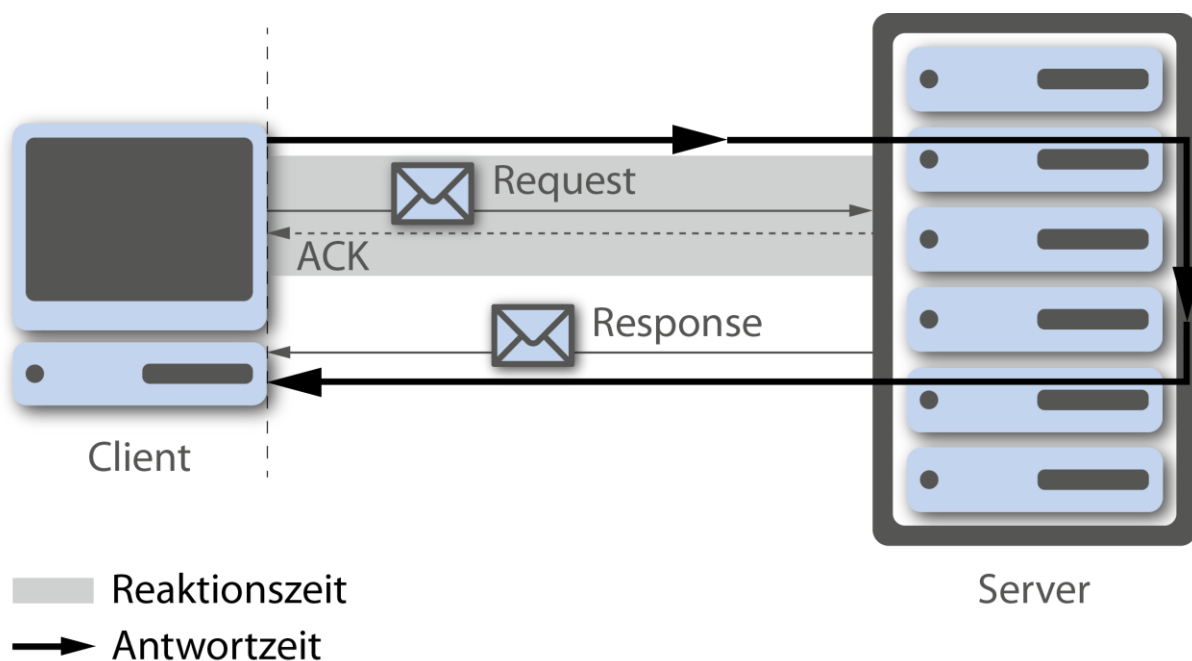 Request
ACK
Response
Client
Server
Reaktionszeit
Antwortzeit